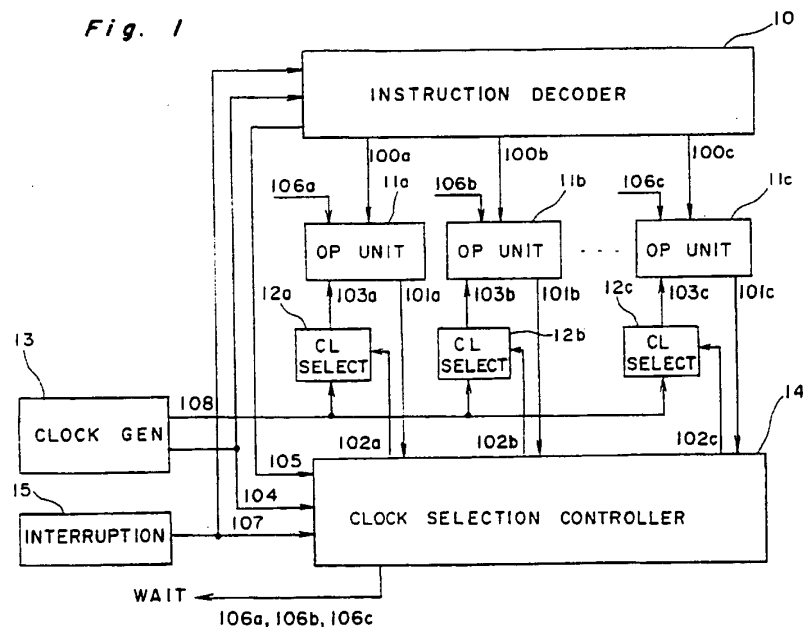 Fig. 1
10
INSTRUCTION DECODER
100a 100b 100c
106a 11a 106b 11b 106c 11c
OP UNIT OP UNIT OP UNIT
12a 103a 101a 103b 101b 12c 103c 101c
12b
CL SELECT CL SELECT CL SELECT
13
108
CLOCK GEN
14
102a 102b 102c
105
15
104
INTERRUPTION
107
CLOCK SELECTION CONTROLLER
WAIT
106a, 106b, 106c